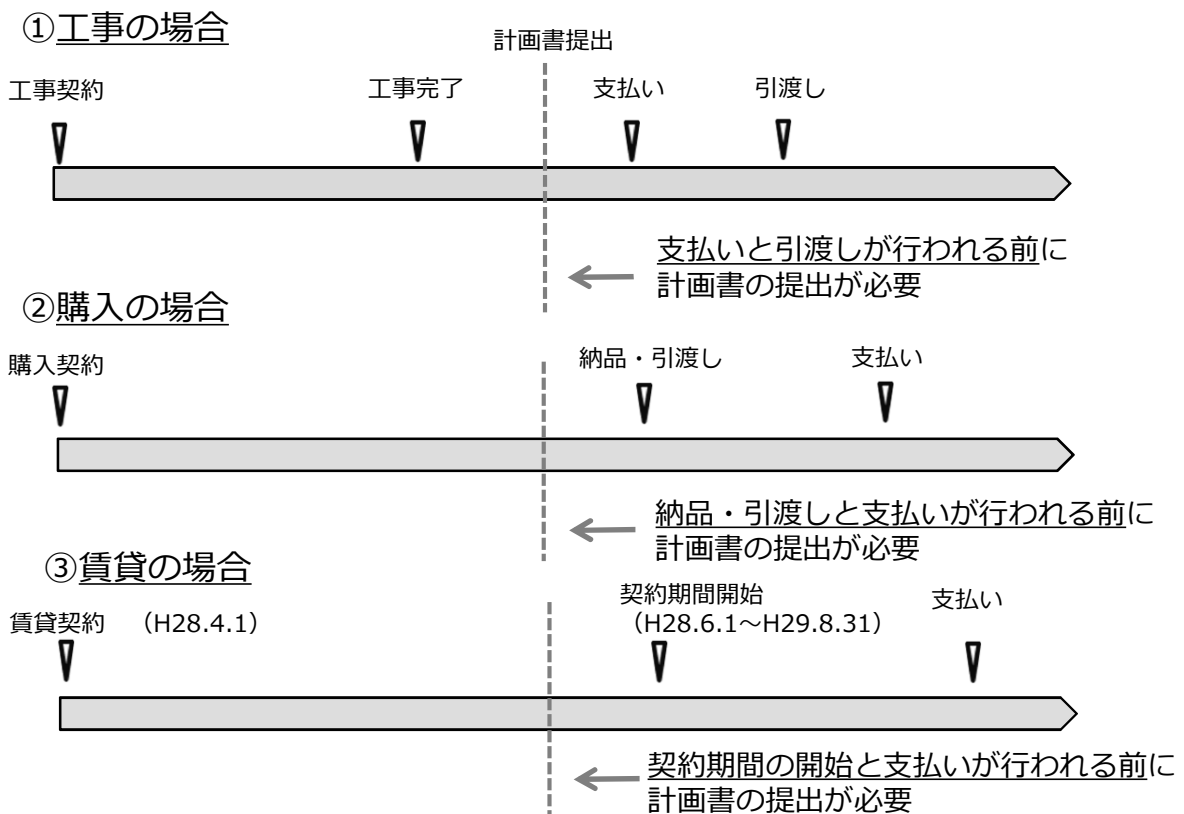 ①工事の場合
計画書提出
工事契約
工事完了
支払い
引渡し
支払いと引渡しが行われる前に
計画書の提出が必要
②購入の場合
購入契約
納品・引渡し
支払い
納品・引渡しと支払いが行われる前に
計画書の提出が必要
③賃貸の場合
賃貸契約 （H28.4.1）
契約期間開始
（H28.6.1～H29.8.31）
支払い
契約期間の開始と支払いが行われる前に
計画書の提出が必要